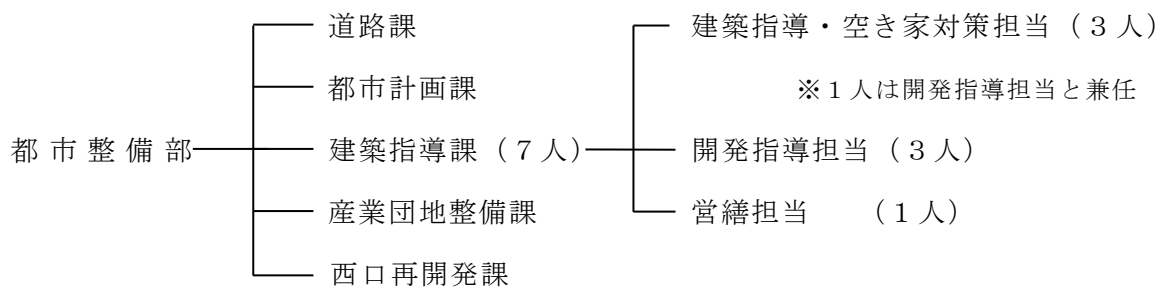 道路課
建築指導・空き家対策担当（３人）
都市計画課
※１人は開発指導担当と兼任
都市整備部
建築指導課（７人）
開発指導担当（３人）
産業団地整備課
営繕担当　　（１人）
西口再開発課